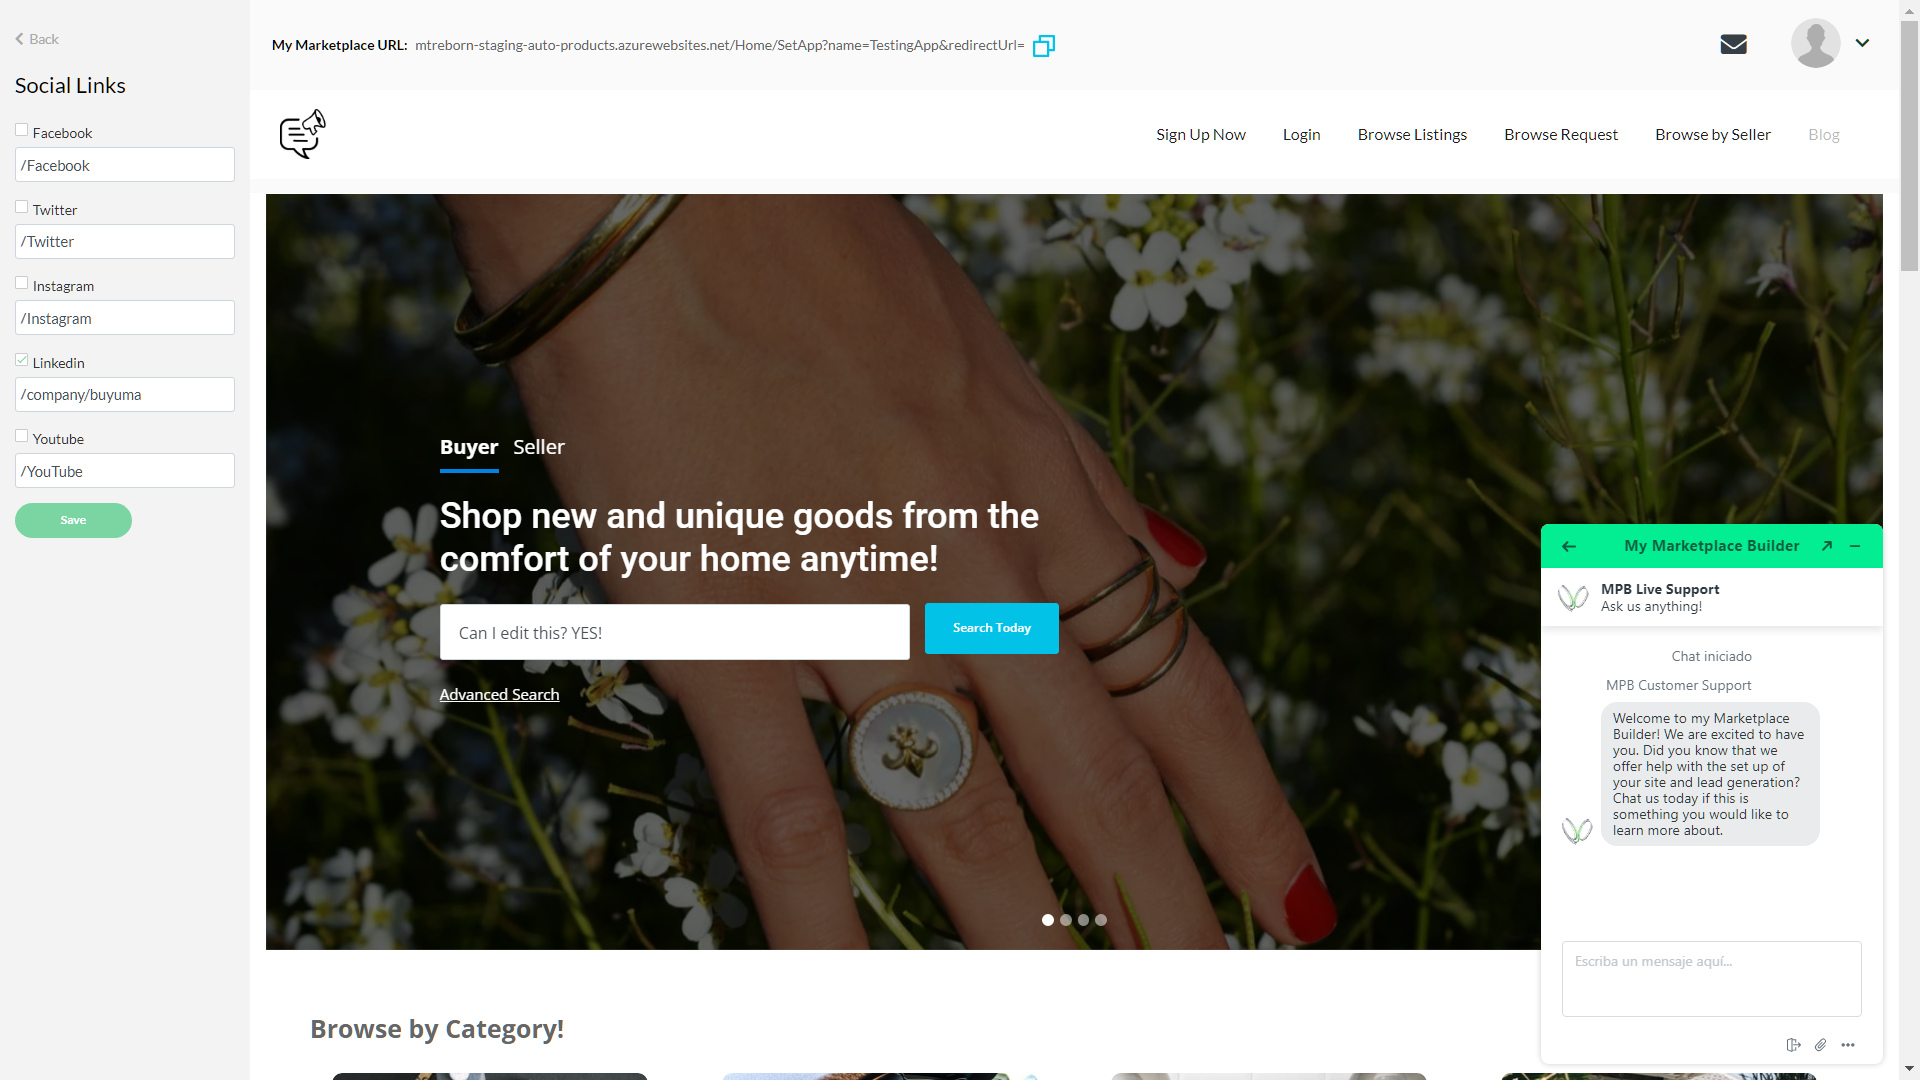 Back
Social Links
Facebook
/Facebook
Twitter
/Twitter
Instagram
/Instagram
Linkedin
/company/buyuma
Youtube
/YouTube
Save
My Marketplace URL: mtreborn-staging-auto-products.azurewebsites.net/Home/SetApp?name=TestingApp&redirectUrl=
Sign Up Now Login Browse Listings Browse Request Browse by Seller Blog
Buyer Seller
Shop new and unique goods from the
comfort of your home anytime!
Can I edit this? YES!
Search Today
Advanced Search
Browse by Category!
My Marketplace Builder
MPB Live Support
Ask us anything!
Chat iniciado
MPB Customer Support
Welcome to my Marketplace
Builder! We are excited to have
you. Did you know that we
offer help with the set up of
your site and lead generation?
Chat us today if this is
something you would like to
learn more about.
Escriba un mensaje aquí...